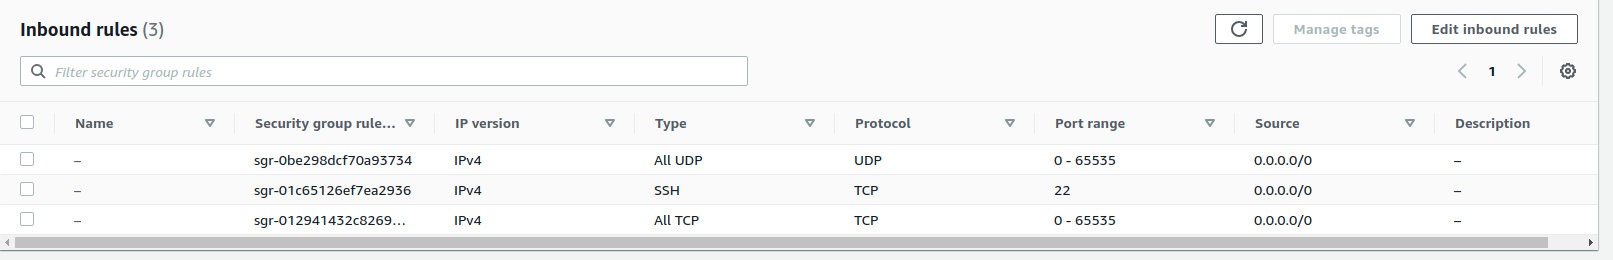 Inbound rules (3)
Manage tags
Edit inbound rules
Filter security group rules
1
Name Security group rule... IP version Type Protocol Port range Source Description
– sgr-0be298dcf70a93734 IPv4 All UDP UDP 0 - 65535 0.0.0.0/0 –
– sgr-01c65126ef7ea2936 IPv4 SSH TCP 22 0.0.0.0/0 –
– sgr-012941432c8269... IPv4 All TCP TCP 0 - 65535 0.0.0.0/0 –